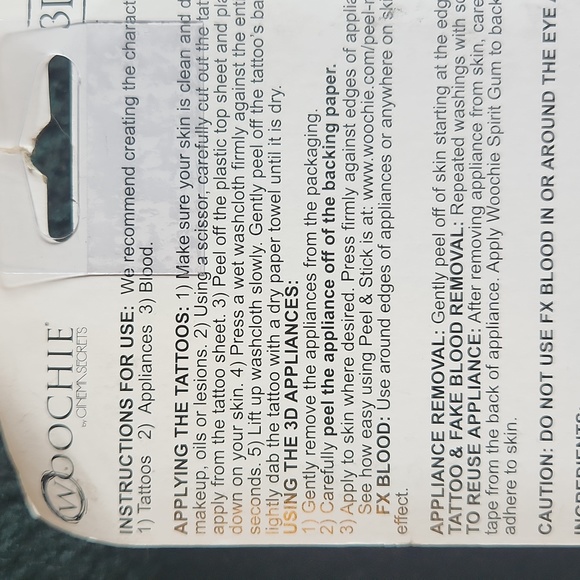 3D
WOOCHIE®
by CINEMA SECRETS
INSTRUCTIONS FOR USE: We recommend creating the charact
1) Tattoos 2) Appliances 3) Blood.
APPLYING THE TATTOOS: 1) Make sure your skin is clean and d
makeup, oils or lesions. 2) Using a scissor, carefully cut out the tat
apply from the tattoo sheet. 3) Peel off the plastic top sheet and pla
down on your skin. 4) Press a wet washcloth firmly against the enti
seconds. 5) Lift up washcloth slowly. Gently peel off the tattoo's ba
lightly dab the tattoo with a dry paper towel until it is dry.
USING THE 3D APPLIANCES:
1) Gently remove the appliances from the packaging.
2) Carefully peel the appliance off of the backing paper.
3) Apply to skin where desired. Press firmly against edges of applia
See how easy using Peel & Stick is at: www.woochie.com/peel-n
FX BLOOD: Use around edges of appliances or anywhere on ski
effect.
APPLIANCE REMOVAL: Gently peel off of skin starting at the edg
TATTOO & FAKE BLOOD REMOVAL: Repeated washings with so
TO REUSE APPLIANCE: After removing appliance from skin, care
tape from the back of appliance. Apply Woochie Spirit Gum to back
adhere to skin.
CAUTION: DO NOT USE FX BLOOD IN OR AROUND THE EYE A